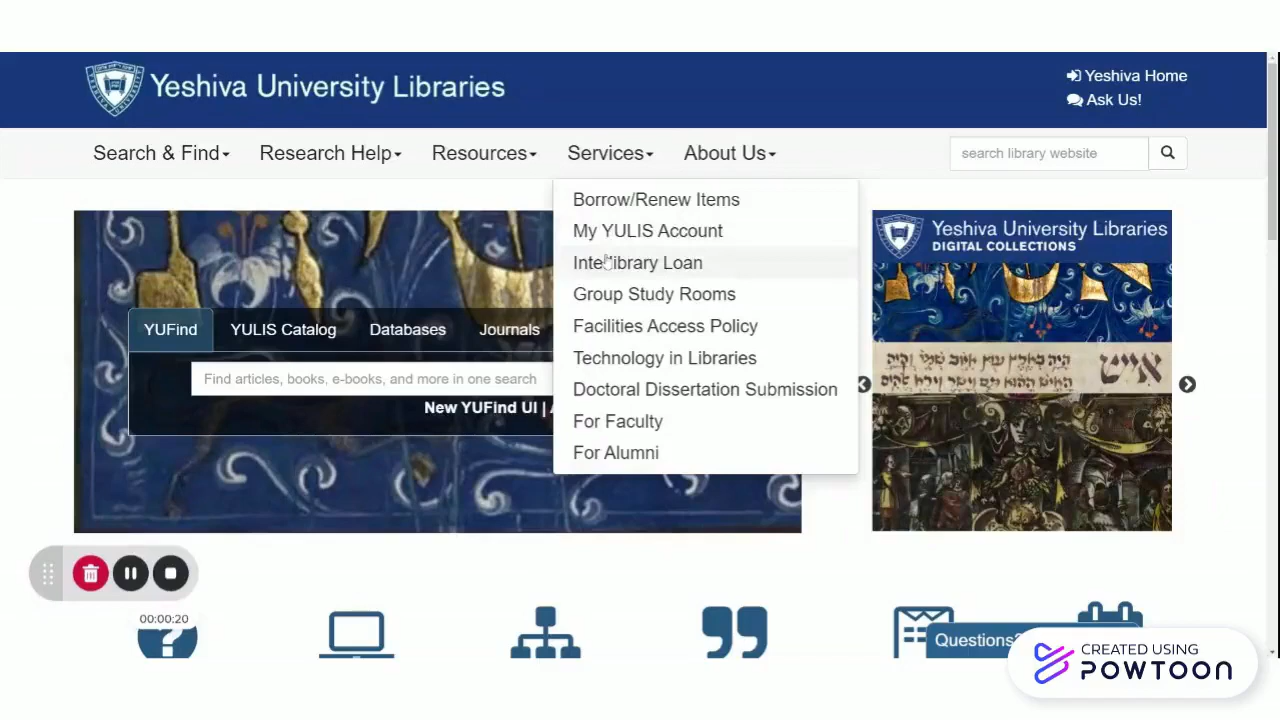 Yeshiva University Libraries
Yeshiva Home
Ask Us!
Search & Find
Research Help
Resources
Services
About Us
search library website
Borrow/Renew Items
My YULIS Account
Interlibrary Loan
Group Study Rooms
Facilities Access Policy
Technology in Libraries
Doctoral Dissertation Submission
For Faculty
For Alumni
YUFind
YULIS Catalog
Databases
Journals
Find articles, books, e-books, and more in one search
New YUFind UI |
Yeshiva University Libraries
DIGITAL COLLECTIONS
איש
00:00:20
Questions?
CREATED USING
POWTOON